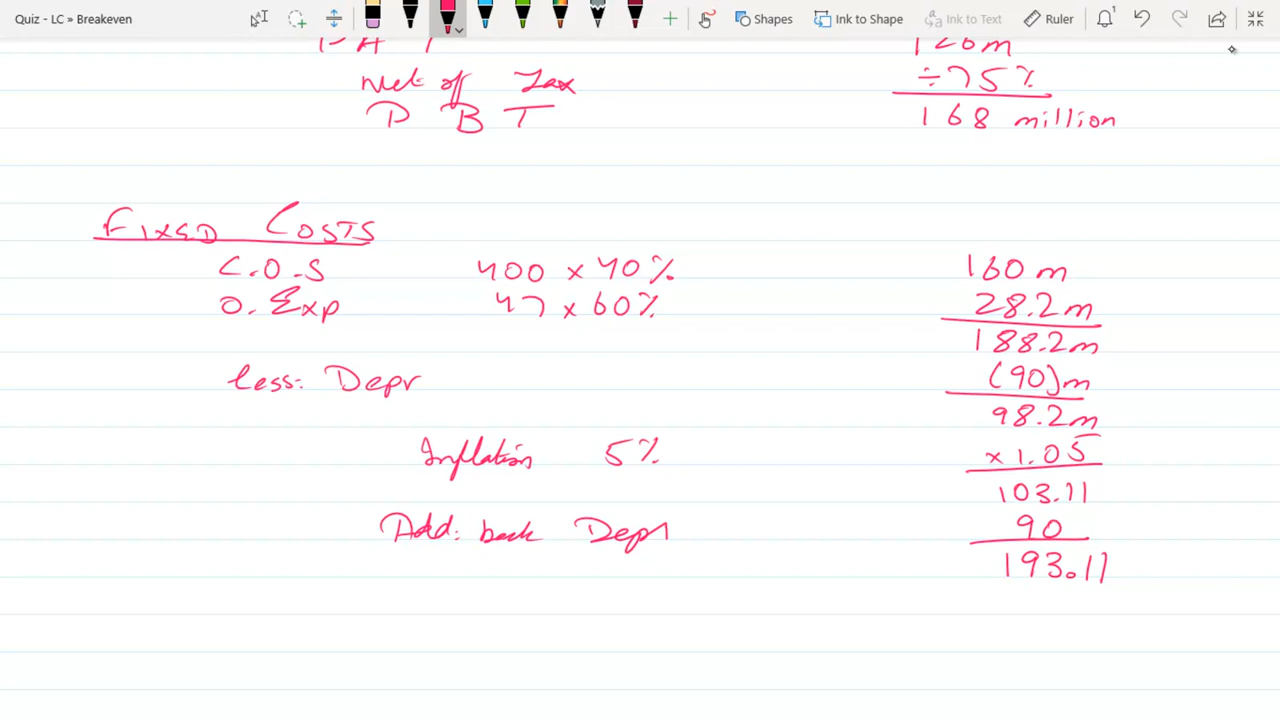 Quiz - LC » Breakeven Shapes Ink to Shape Ink to Text Ruler
P A T 126m
Net of Tax ÷75%
P B T 168 million
FIXED COSTS
C.O.S 400 x 40% 160 m
O. Exp 47 x 60% 28.2m
188.2m
less: Depr (90)m
98.2m
Inflation 5% x 1.05
103.11
Add: back Depr 90
193.11